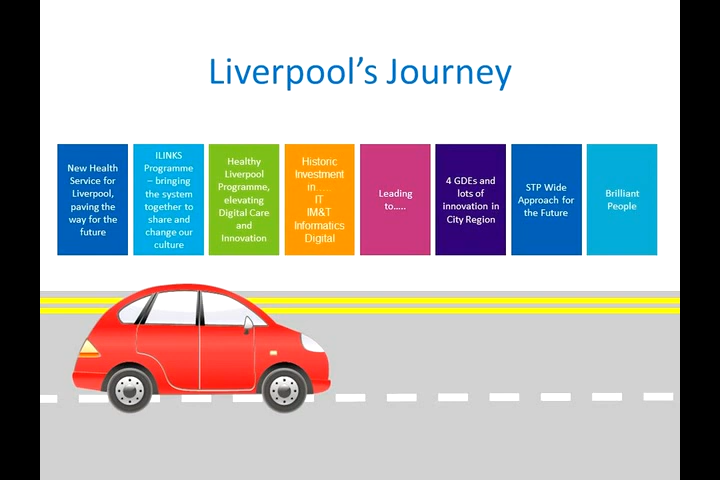 Liverpool's Journey
New Health
Service for
Liverpool,
paving the
way for the
future
ILINKS
Programme
– bringing
the system
together to
share and
change our
culture
Healthy
Liverpool
Programme,
elevating
Digital Care
and
Innovation
Historic
Investment
in.....
IT
IM&T
Informatics
Digital
Leading
to.....
4 GDEs and
lots of
innovation in
City Region
STP Wide
Approach for
the Future
Brilliant
People